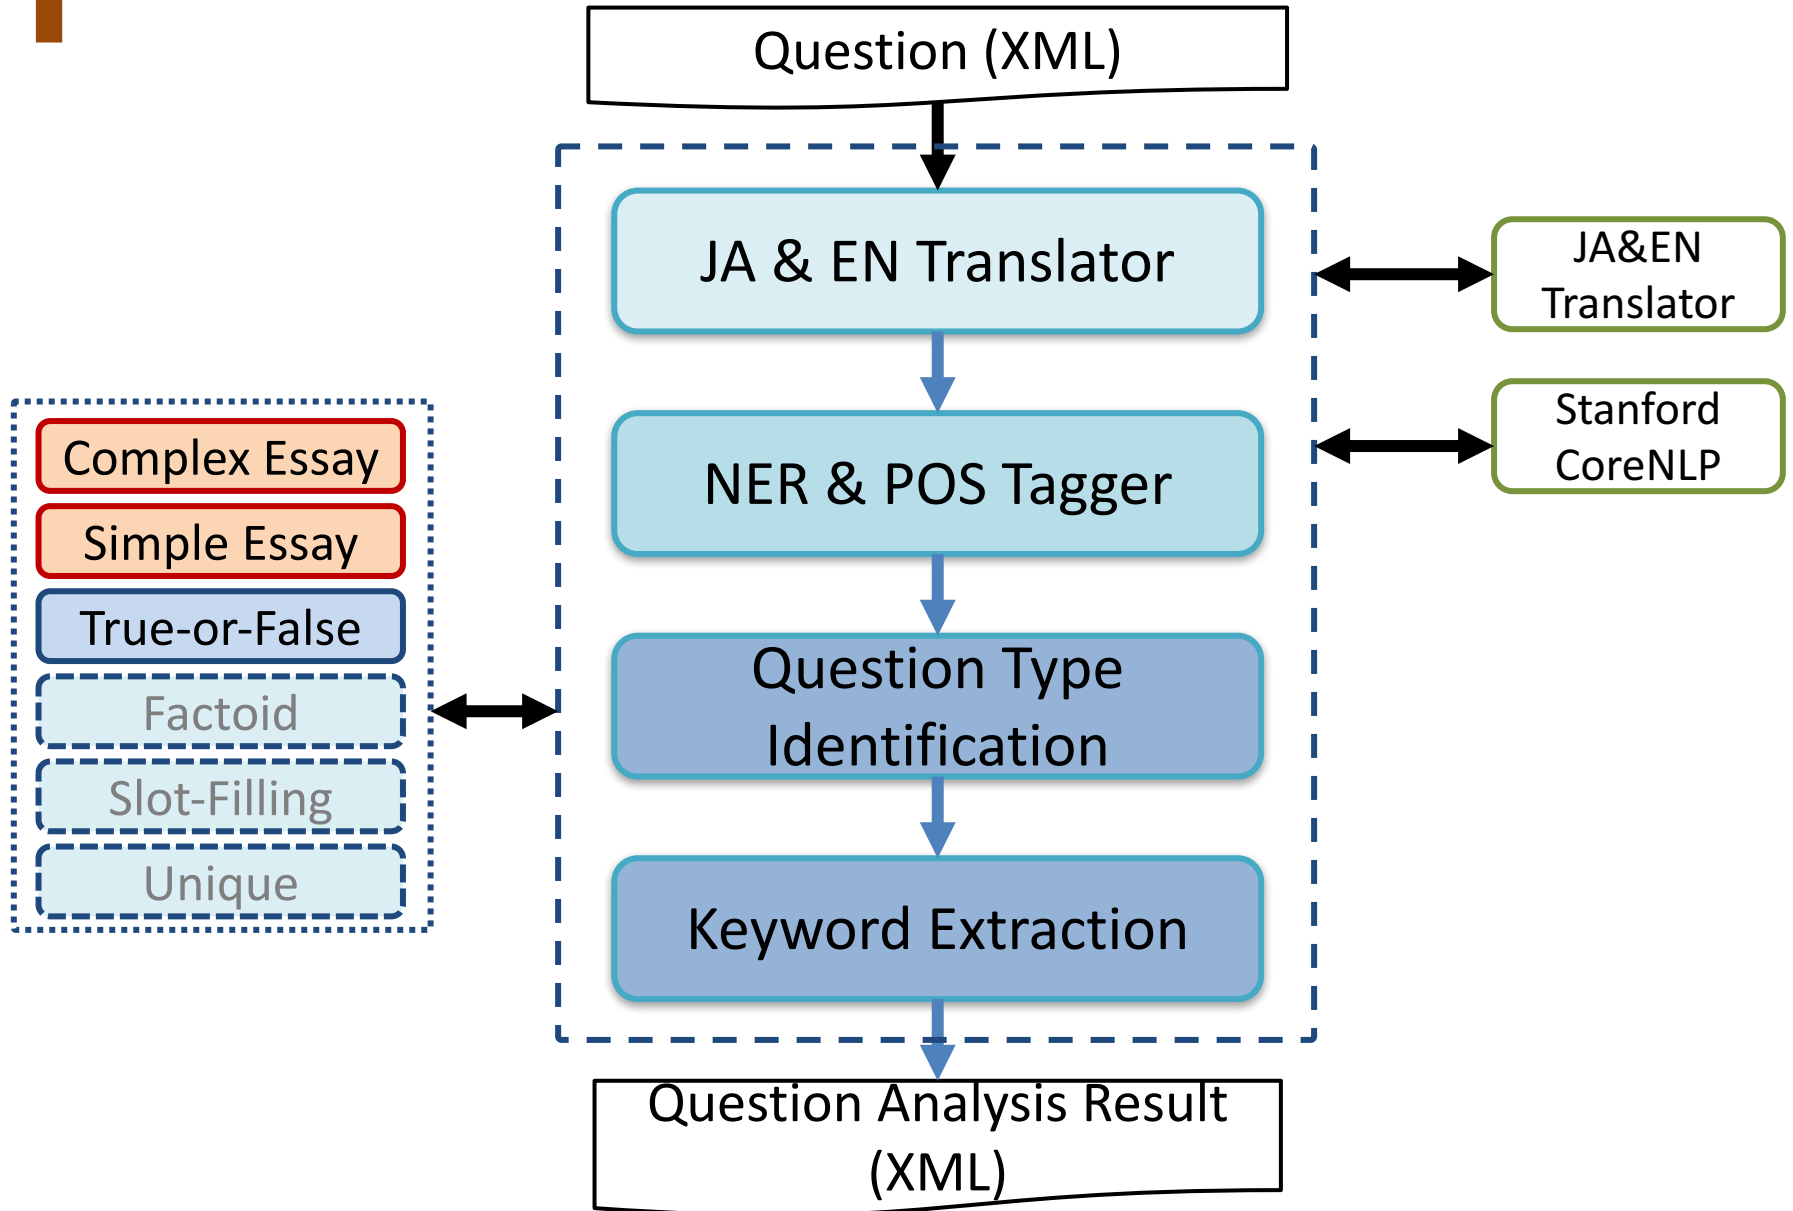 Question (XML)
JA & EN Translator
JA&EN
Translator
NER & POS Tagger
Stanford
CoreNLP
Complex Essay
Simple Essay
True-or-False
Factoid
Slot-Filling
Unique
Question Type
Identification
Keyword Extraction
Question Analysis Result
(XML)